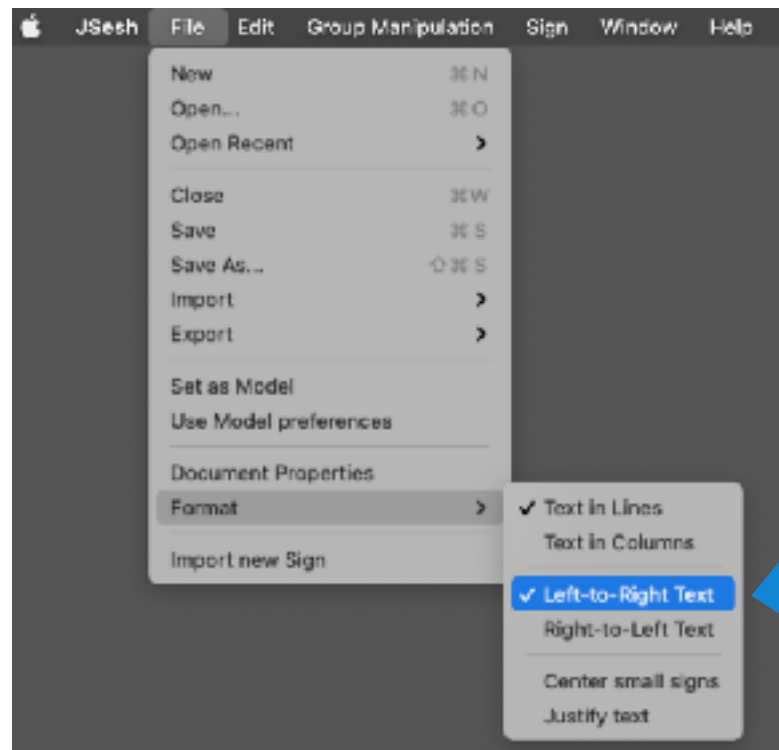 JSesh File Edit Group Manipulation Sign Window Help
New ⌘ N
Open... ⌘ O
Open Recent >
Close ⌘ W
Save ⌘ S
Save As... ⇧ ⌘ S
Import >
Export >
Set as Model
Use Model preferences
Document Properties
Format >
Import new Sign
✓ Text in Lines
Text in Columns
✓ Left-to-Right Text
Right-to-Left Text
Center small signs
Justify text